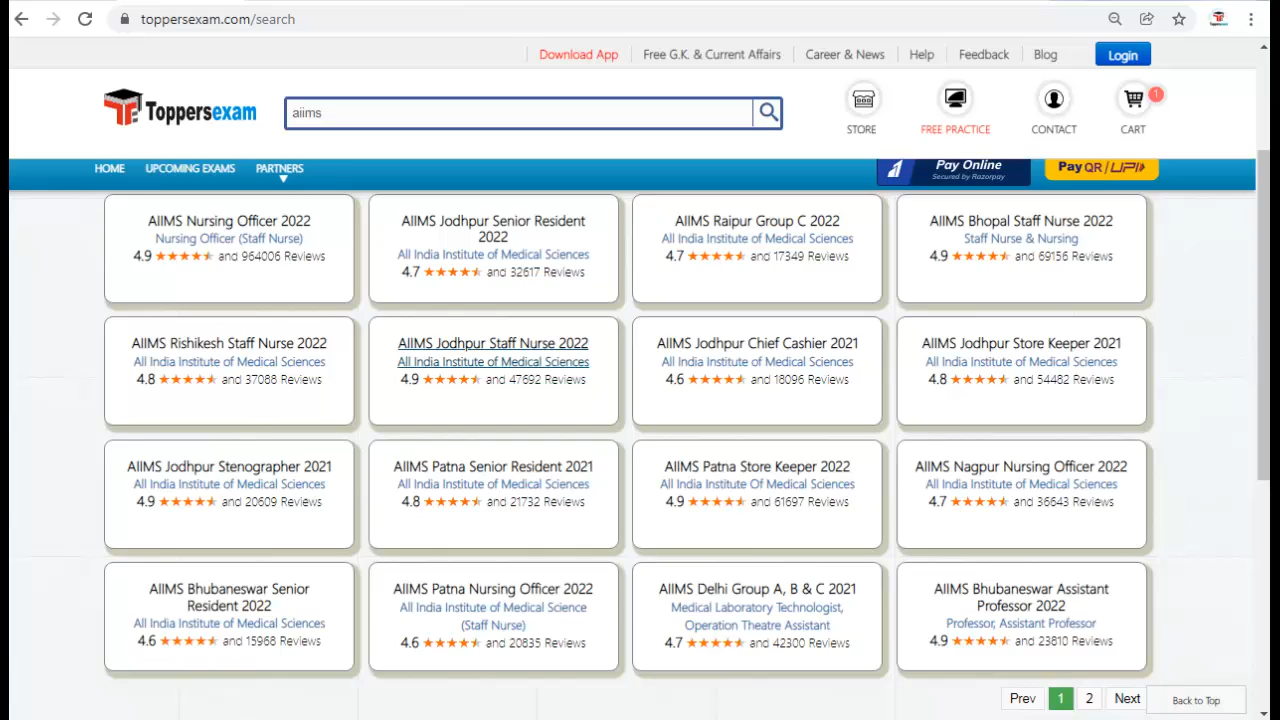 toppersexam.com/search
Download App
Free G.K. & Current Affairs
Career & News
Help
Feedback
Blog
Login
Toppersexam
aiims
STORE
FREE PRACTICE
CONTACT
1
CART
HOME
UPCOMING EXAMS
PARTNERS
Pay Online
Secured by Razorpay
Pay QR/UPI
AIIMS Nursing Officer 2022
Nursing Officer (Staff Nurse)
4.9 and 964006 Reviews
AIIMS Jodhpur Senior Resident
2022
All India Institute of Medical Sciences
4.7 and 32617 Reviews
AIIMS Raipur Group C 2022
All India Institute of Medical Sciences
4.7 and 17349 Reviews
AIIMS Bhopal Staff Nurse 2022
Staff Nurse & Nursing
4.9 and 69156 Reviews
AIIMS Rishikesh Staff Nurse 2022
All India Institute of Medical Sciences
4.8 and 37088 Reviews
AIIMS Jodhpur Staff Nurse 2022
All India Institute of Medical Sciences
4.9 and 47692 Reviews
AIIMS Jodhpur Chief Cashier 2021
All India Institute of Medical Sciences
4.6 and 18096 Reviews
AIIMS Jodhpur Store Keeper 2021
All India Institute of Medical Sciences
4.8 and 54482 Reviews
AIIMS Jodhpur Stenographer 2021
All India Institute of Medical Sciences
4.9 and 20609 Reviews
AIIMS Patna Senior Resident 2021
All India Institute of Medical Sciences
4.8 and 21732 Reviews
AIIMS Patna Store Keeper 2022
All India Institute Of Medical Sciences
4.9 and 61697 Reviews
AIIMS Nagpur Nursing Officer 2022
All India Institute of Medical Sciences
4.7 and 36643 Reviews
AIIMS Bhubaneswar Senior
Resident 2022
All India Institute of Medical Sciences
4.6 and 15968 Reviews
AIIMS Patna Nursing Officer 2022
All India Institute of Medical Science
(Staff Nurse)
4.6 and 20835 Reviews
AIIMS Delhi Group A, B & C 2021
Medical Laboratory Technologist,
Operation Theatre Assistant
4.7 and 42300 Reviews
AIIMS Bhubaneswar Assistant
Professor 2022
Professor, Assistant Professor
4.9 and 23810 Reviews
Prev 1 2 Next
Back to Top